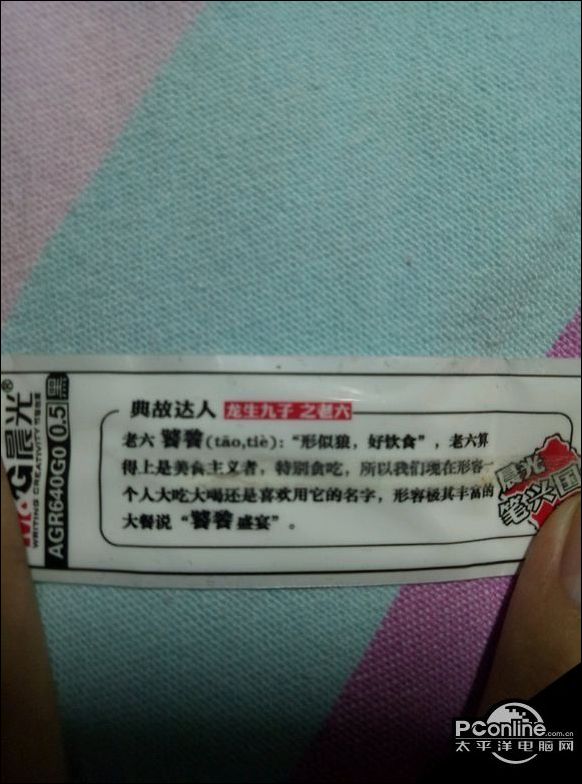 M&G晨光®
WRITING CREATIVITY
AGR640G0 0.5 黑
典故达人 龙生九子 之老六
老六 饕餮(tāo,tiè)：“形似狼，好饮食”，老六算
得上是美食主义者，特别贪吃，所以我们现在形容一
个人大吃大喝还是喜欢用它的名字，形容极其丰富的
大餐说“饕餮盛宴”。
晨光
笔兴国
PConline.com.cn
太平洋电脑网